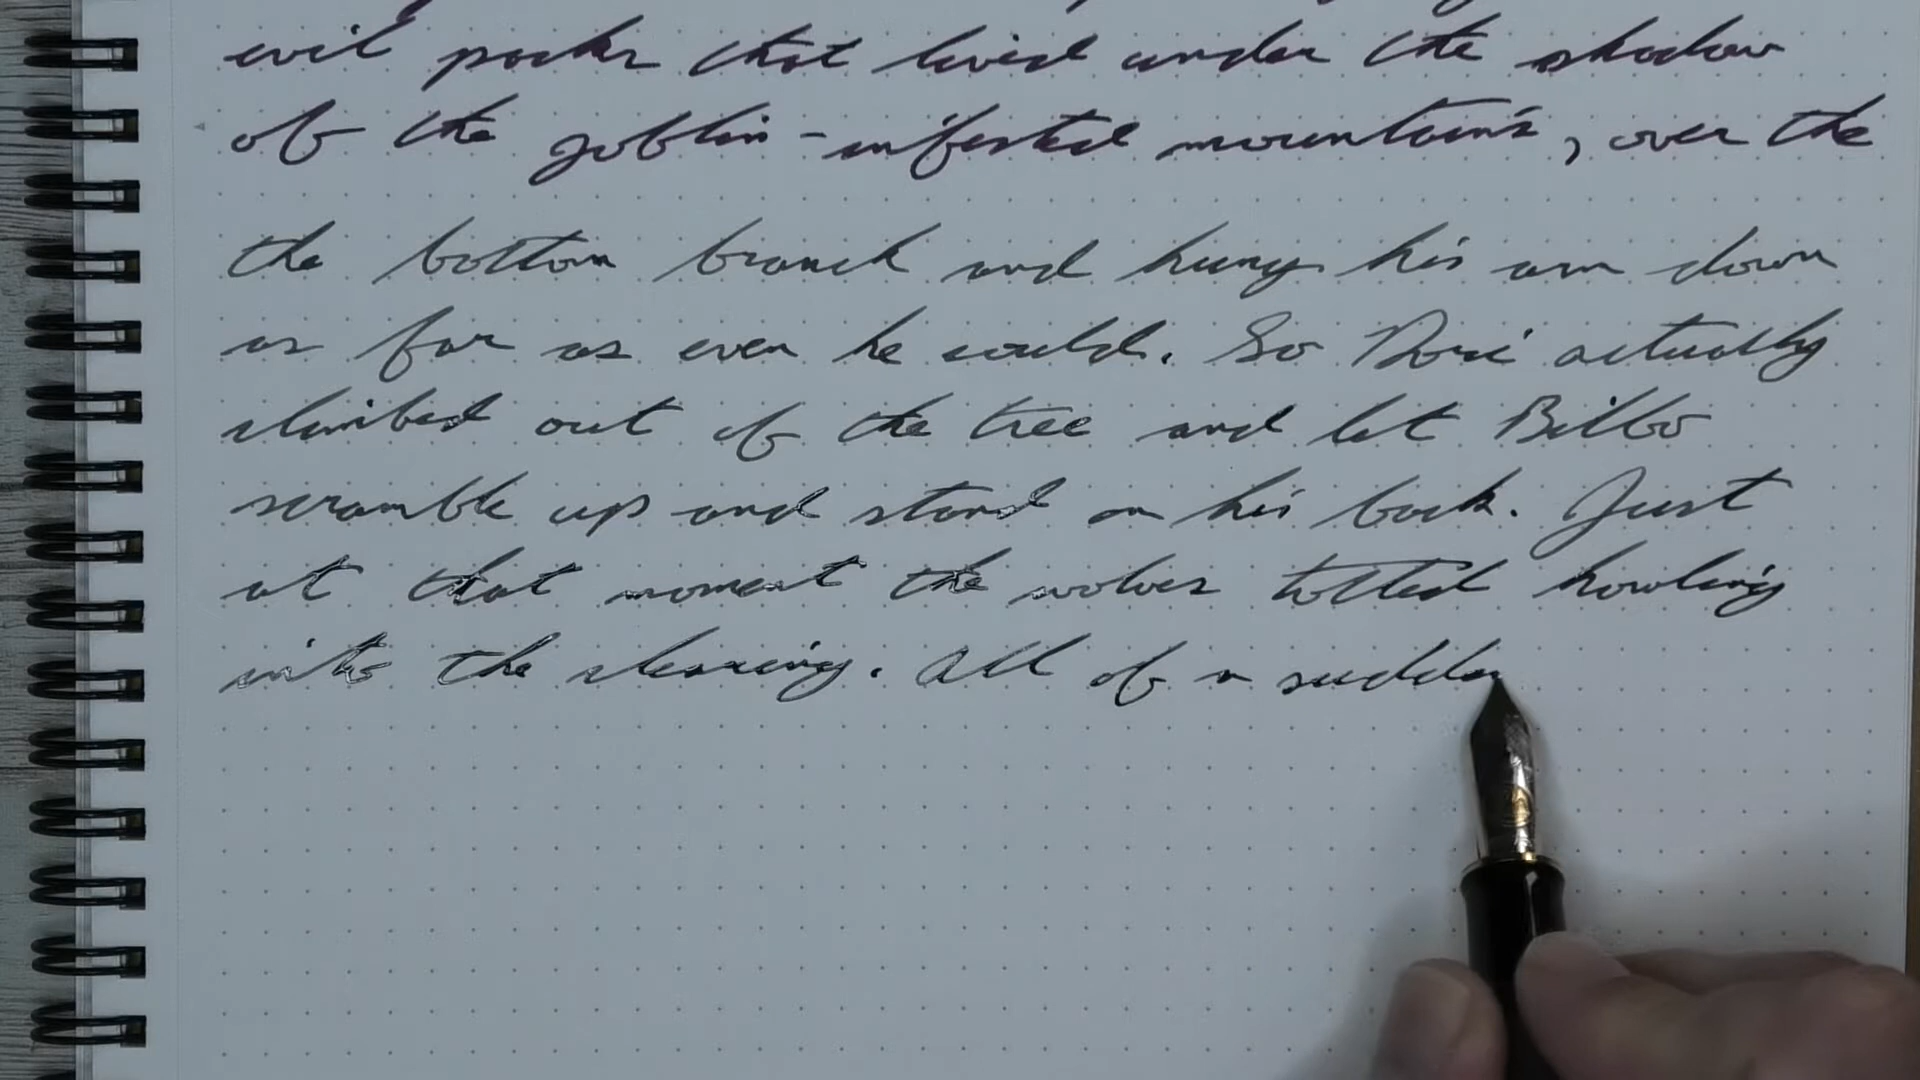 evil packs that lived under the shadow
of the goblin-infested mountains, over the
the bottom branch and hung his arm down
as far as even he could. So Dori actually
climbed out of the tree and let Bilbo
scramble up and stand on his back. Just
at that moment the wolves totted howling
into the clearing. All of a sudden